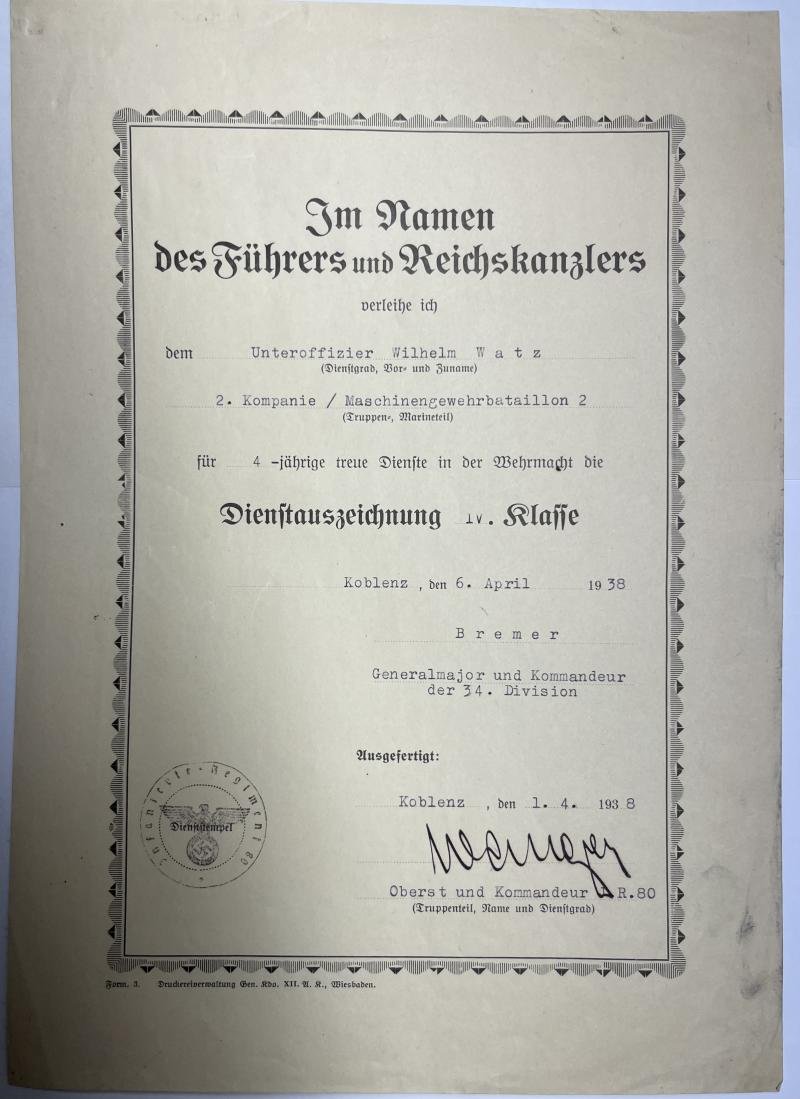 Im Namen
des Führers und Reichskanzlers
verleihe ich
dem Unteroffizier Wilhelm W a t z
(Dienstgrad, Vor- und Zuname)
2. Kompanie / Maschinengewehrbataillon 2
(Truppen-, Marineteil)
für 4 -jährige treue Dienste in der Wehrmacht die
Dienstauszeichnung IV. Klasse
Koblenz , den 6. April 1938
B r e m e r
Generalmajor und Kommandeur
der 34. Division
Ausgefertigt:
Infanterie-Regiment 80
Dienststempel
Koblenz , den 1. 4. 1938
Oberst und Kommandeur R.80
(Truppenteil, Name und Dienstgrad)
Form. 3. Druckereiverwaltung Gen. Kdo. XII. A. K., Wiesbaden.